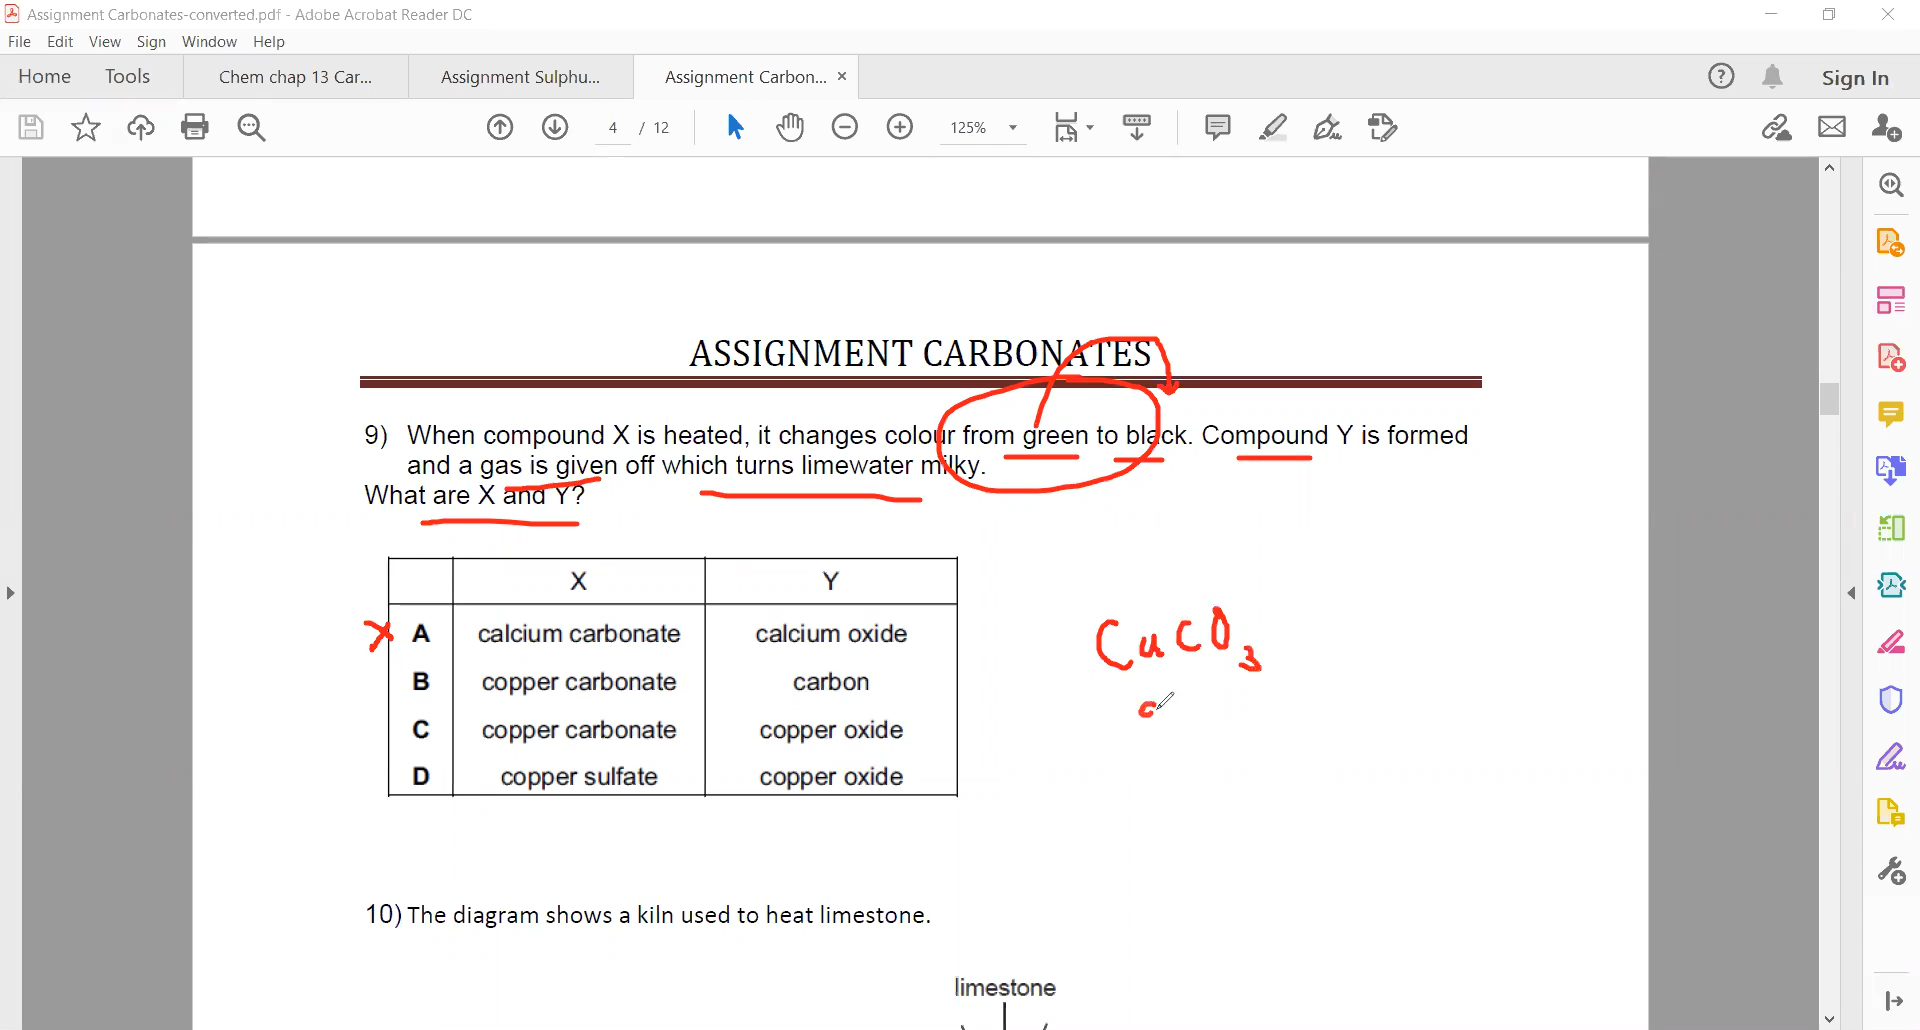 Assignment Carbonates-converted.pdf - Adobe Acrobat Reader DC
File Edit View Sign Window Help
Home Tools Chem chap 13 Car... Assignment Sulphu... Assignment Carbon... × ? Sign In
4 / 12 125%
ASSIGNMENT CARBONATES
9) When compound X is heated, it changes colour from green to black. Compound Y is formed
and a gas is given off which turns limewater milky.
What are X and Y?
X Y
X A calcium carbonate calcium oxide
B copper carbonate carbon
C copper carbonate copper oxide
D copper sulfate copper oxide
CuCO3
10) The diagram shows a kiln used to heat limestone.
limestone